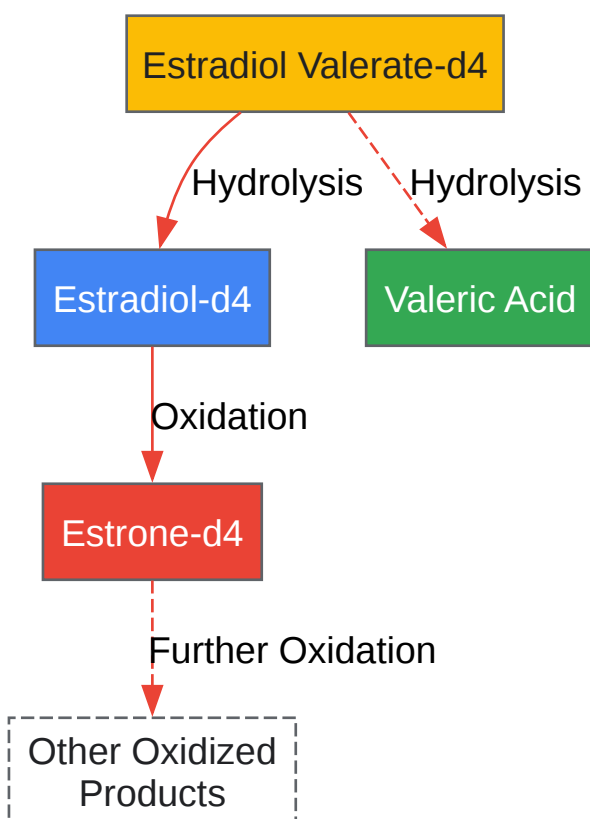 Estradiol Valerate-d4
Hydrolysis
Hydrolysis
Estradiol-d4
Valeric Acid
Oxidation
Estrone-d4
Further Oxidation
Other Oxidized
Products